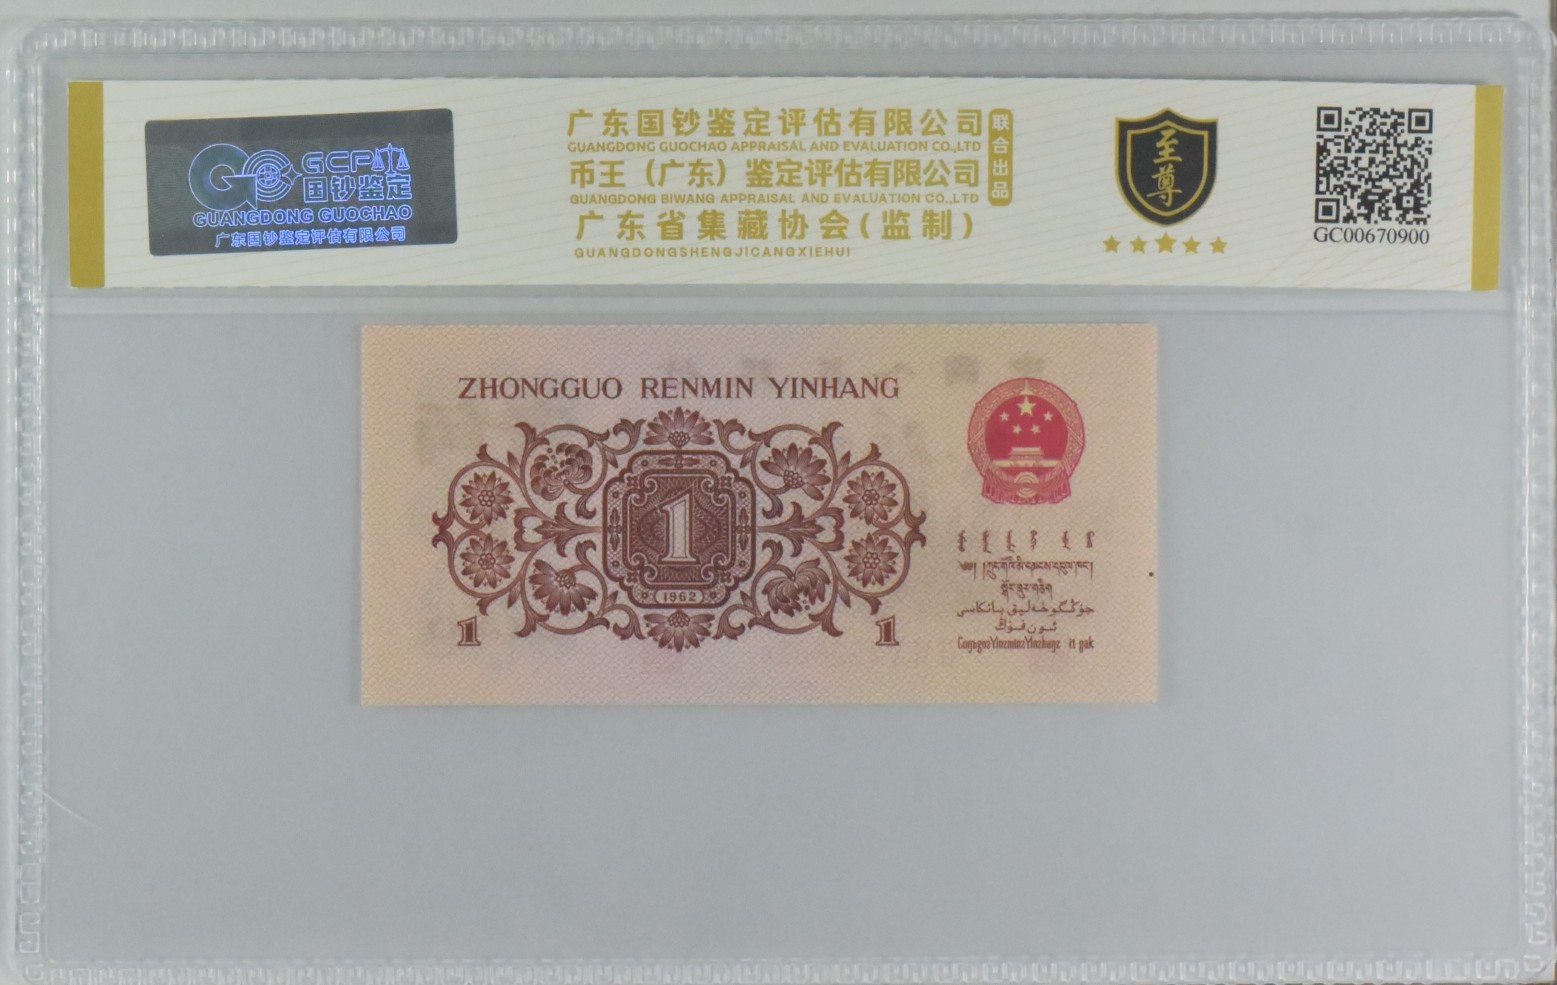 GCP
国钞鉴定
GUANGDONG GUOCHAO
广东国钞鉴定评估有限公司
广东国钞鉴定评估有限公司
GUANGDONG GUOCHAO APPRAISAL AND EVALUATION CO.,LTD
币王（广东）鉴定评估有限公司
GUANGDONG BIWANG APPRAISAL AND EVALUATION CO.,LTD
广东省集藏协会(监制)
GUANGDONGSHENGJICANGXIEHUI
联合出品
至尊
GC00670900
ZHONGGUO RENMIN YINHANG
1
1962
1
1
جۇڭگو خەلىق بانكاسى